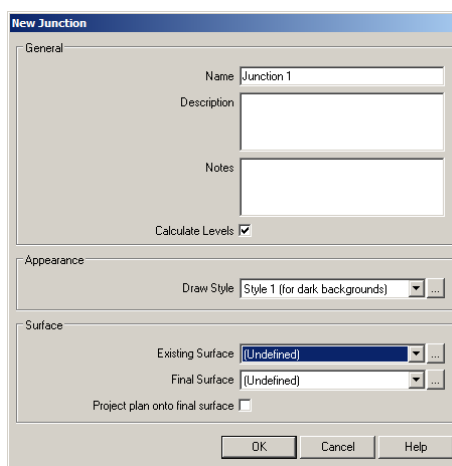 New Junction
General
Name Junction 1
Description
Notes
Calculate Levels
Appearance
Draw Style Style 1 (for dark backgrounds) ...
Surface
Existing Surface (Undefined) ...
Final Surface (Undefined) ...
Project plan onto final surface
OK Cancel Help